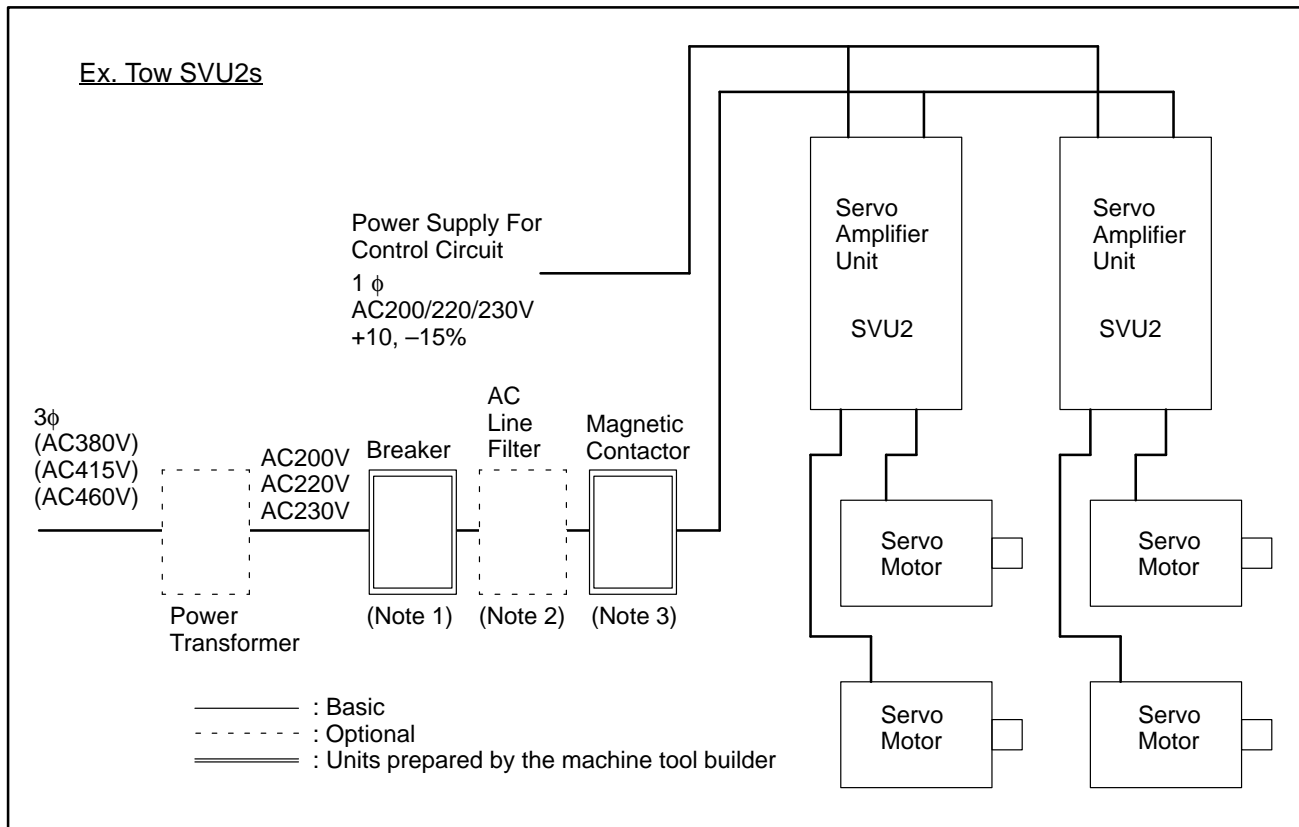 Ex. Tow SVU2s
Power Supply For
Control Circuit
1 ϕ
AC200/220/230V
+10, –15%
Servo
Amplifier
Unit
SVU2
Servo
Amplifier
Unit
SVU2
3ϕ
(AC380V)
(AC415V)
(AC460V)
Power
Transformer
AC200V
AC220V
AC230V
Breaker
(Note 1)
AC
Line
Filter
(Note 2)
Magnetic
Contactor
(Note 3)
Servo
Motor
Servo
Motor
Servo
Motor
Servo
Motor
: Basic
: Optional
: Units prepared by the machine tool builder